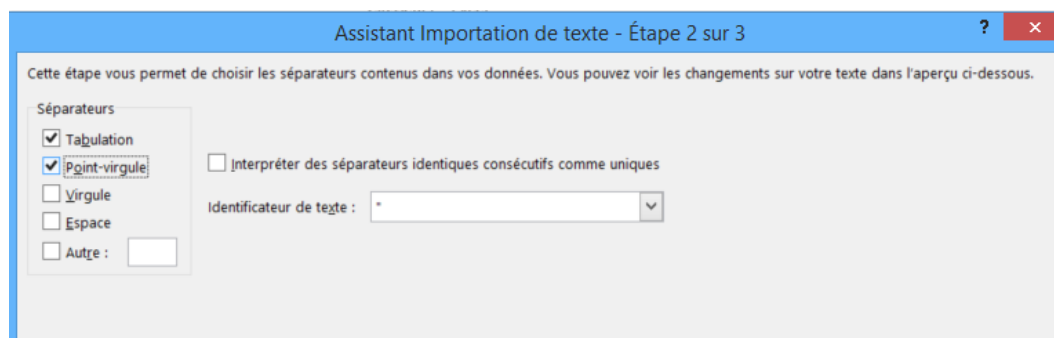 Assistant Importation de texte - Étape 2 sur 3
?
Cette étape vous permet de choisir les séparateurs contenus dans vos données. Vous pouvez voir les changements sur votre texte dans l'aperçu ci-dessous.
Séparateurs
Tabulation
Point-virgule
Interpréter des séparateurs identiques consécutifs comme uniques
Virgule
Identificateur de texte : "
Espace
Autre :